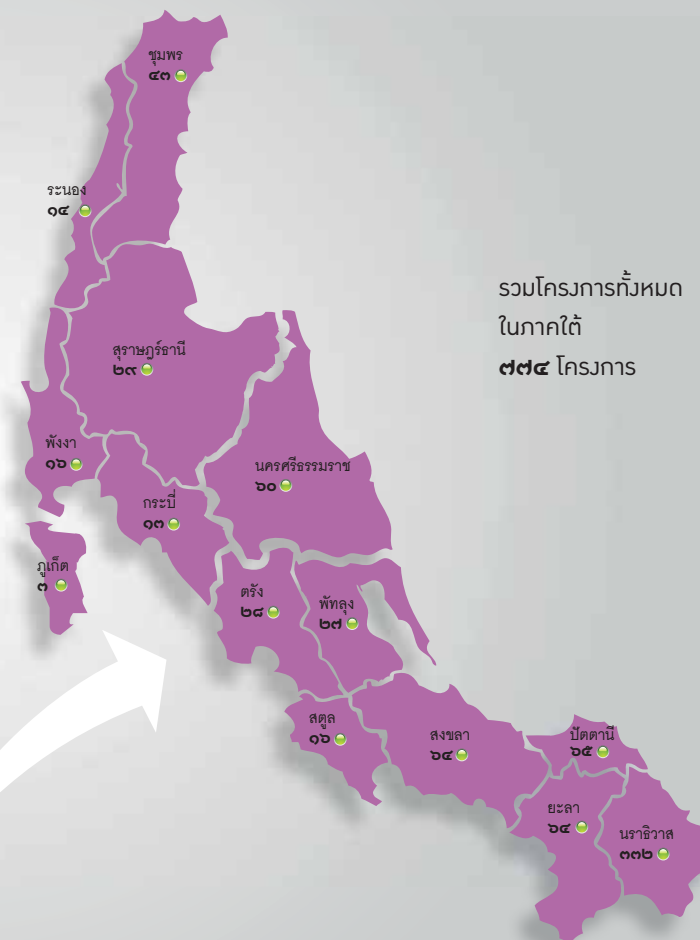 ชุมพร
๔๓
ระนอง
๑๔
รวมโครงการทั้งหมด
ในภาคใต้
๗๗๔ โครงการ
สุราษฎร์ธานี
๒๙
พังงา
๑๖
นครศรีธรรมราช
๖๐
กระบี่
๑๓
ภูเก็ต
๓
ตรัง
๒๘
พัทลุง
๒๗
สตูล
๑๖
สงขลา
๖๔
ปัตตานี
๖๕
ยะลา
๖๔
นราธิวาส
๓๓๒